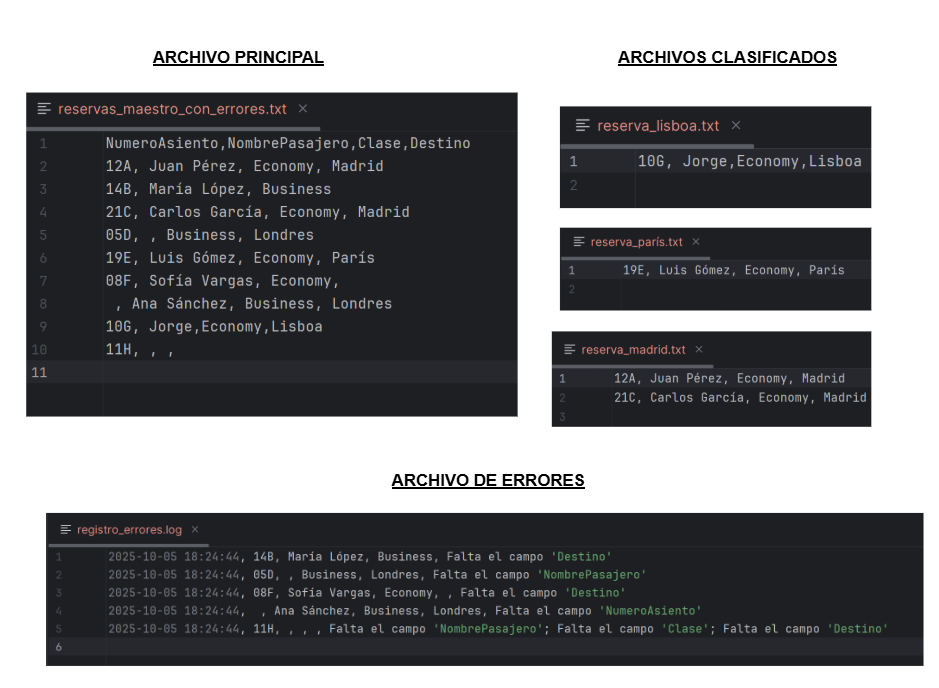 ARCHIVO PRINCIPAL
reservas_maestro_con_errores.txt ×
1 NumeroAsiento,NombrePasajero,Clase,Destino
2 12A, Juan Pérez, Economy, Madrid
3 14B, María López, Business
4 21C, Carlos García, Economy, Madrid
5 05D, , Business, Londres
6 19E, Luis Gómez, Economy, París
7 08F, Sofía Vargas, Economy,
8  , Ana Sánchez, Business, Londres
9 10G, Jorge,Economy,Lisboa
10 11H, , ,
11
ARCHIVOS CLASIFICADOS
reserva_lisboa.txt ×
1 10G, Jorge,Economy,Lisboa
2
reserva_parís.txt ×
1 19E, Luis Gómez, Economy, París
2
reserva_madrid.txt ×
1 12A, Juan Pérez, Economy, Madrid
2 21C, Carlos García, Economy, Madrid
3
ARCHIVO DE ERRORES
registro_errores.log ×
1 2025-10-05 18:24:44, 14B, María López, Business, Falta el campo 'Destino'
2 2025-10-05 18:24:44, 05D, , Business, Londres, Falta el campo 'NombrePasajero'
3 2025-10-05 18:24:44, 08F, Sofía Vargas, Economy, , Falta el campo 'Destino'
4 2025-10-05 18:24:44,  , Ana Sánchez, Business, Londres, Falta el campo 'NumeroAsiento'
5 2025-10-05 18:24:44, 11H, , , , Falta el campo 'NombrePasajero'; Falta el campo 'Clase'; Falta el campo 'Destino'
6